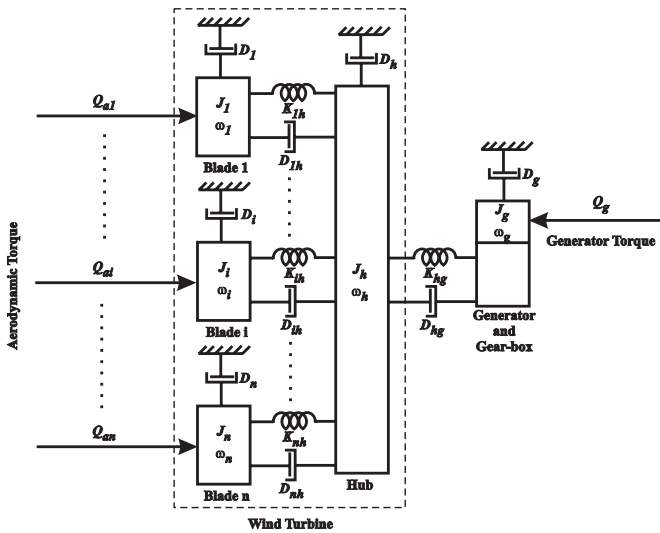 D1
Dh
Qa1
J1
ω1
K1h
D1h
Blade 1
Dg
Di
Jg
ωg
Qg
Generator Torque
Aerodynamic Torque
Qai
Ji
ωi
Kih
Dih
Blade i
Jh
ωh
Khg
Dhg
Generator
and
Gear-box
Dn
Qan
Jn
ωn
Knh
Dnh
Blade n
Hub
Wind Turbine